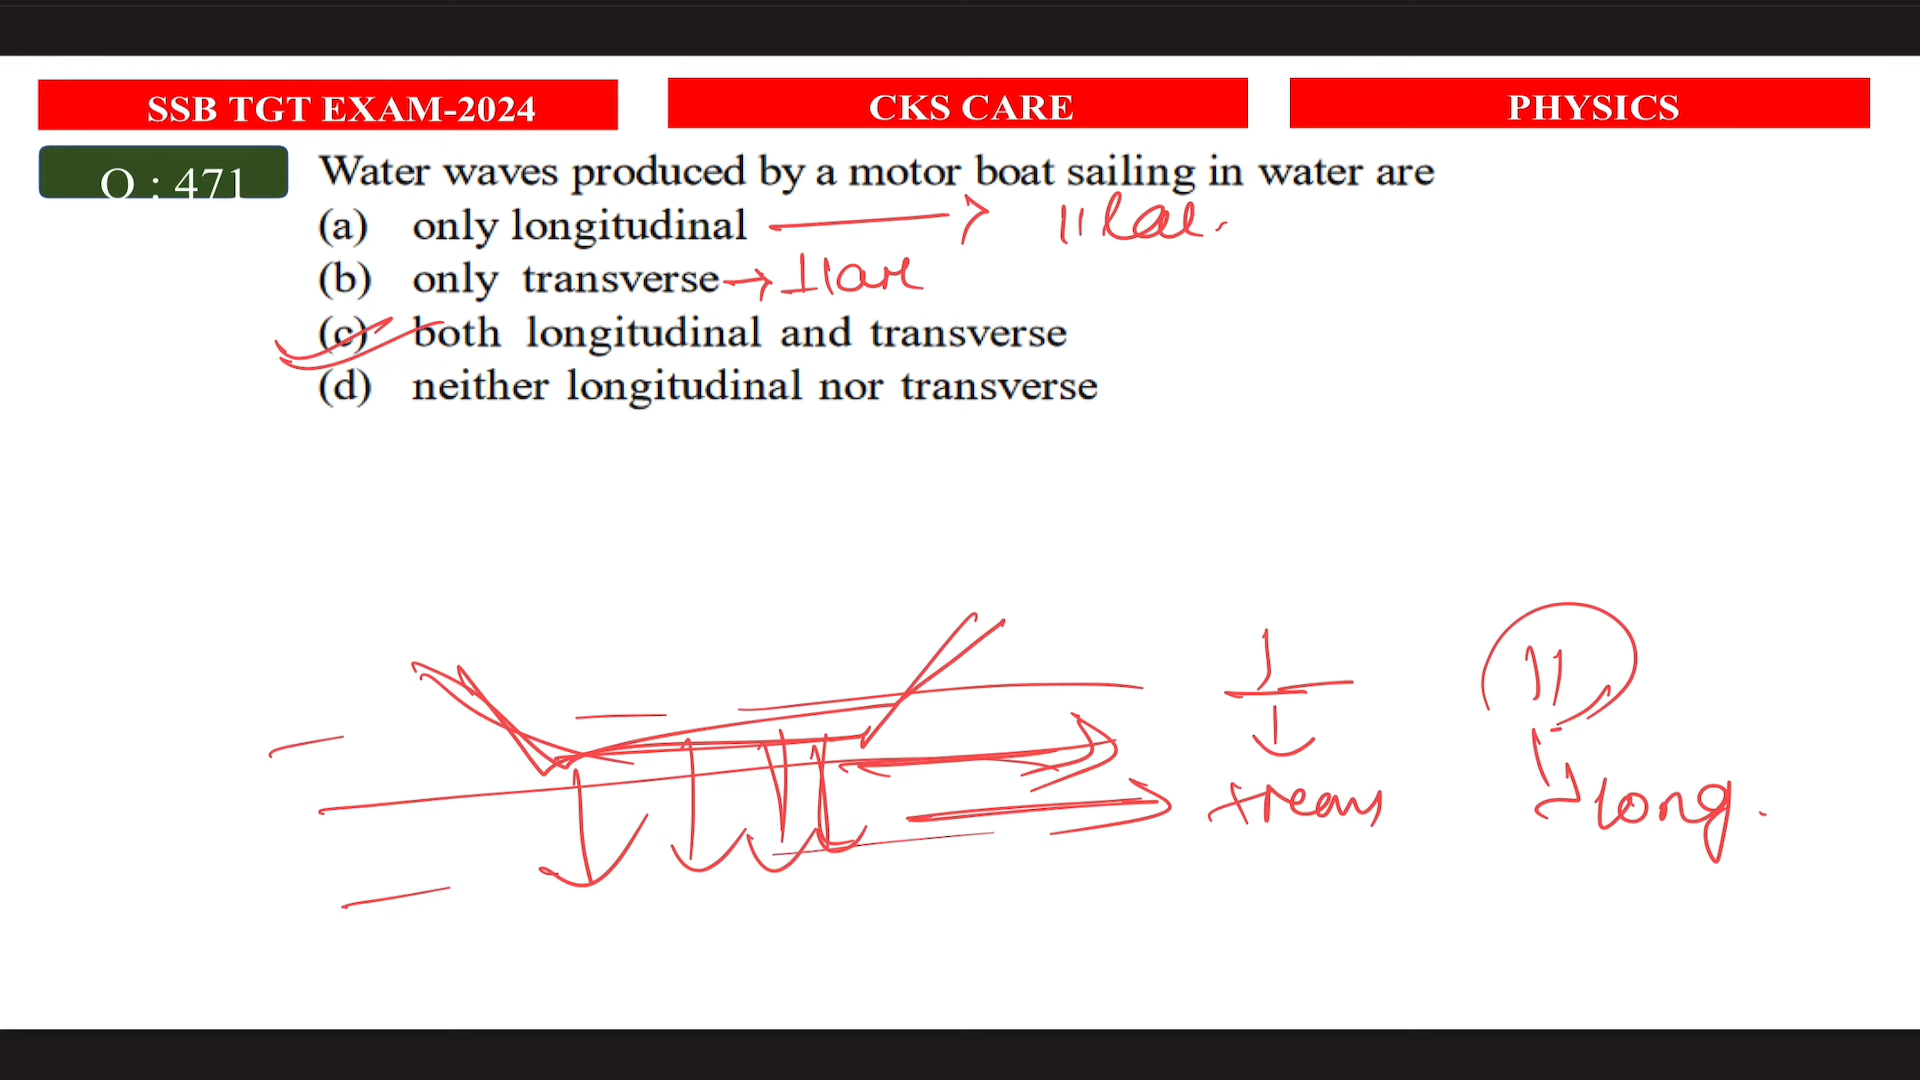 SSB TGT EXAM-2024
CKS CARE
PHYSICS
Q : 471
Water waves produced by a motor boat sailing in water are
(a) only longitudinal
(b) only transverse
(c) both longitudinal and transverse
(d) neither longitudinal nor transverse
long.